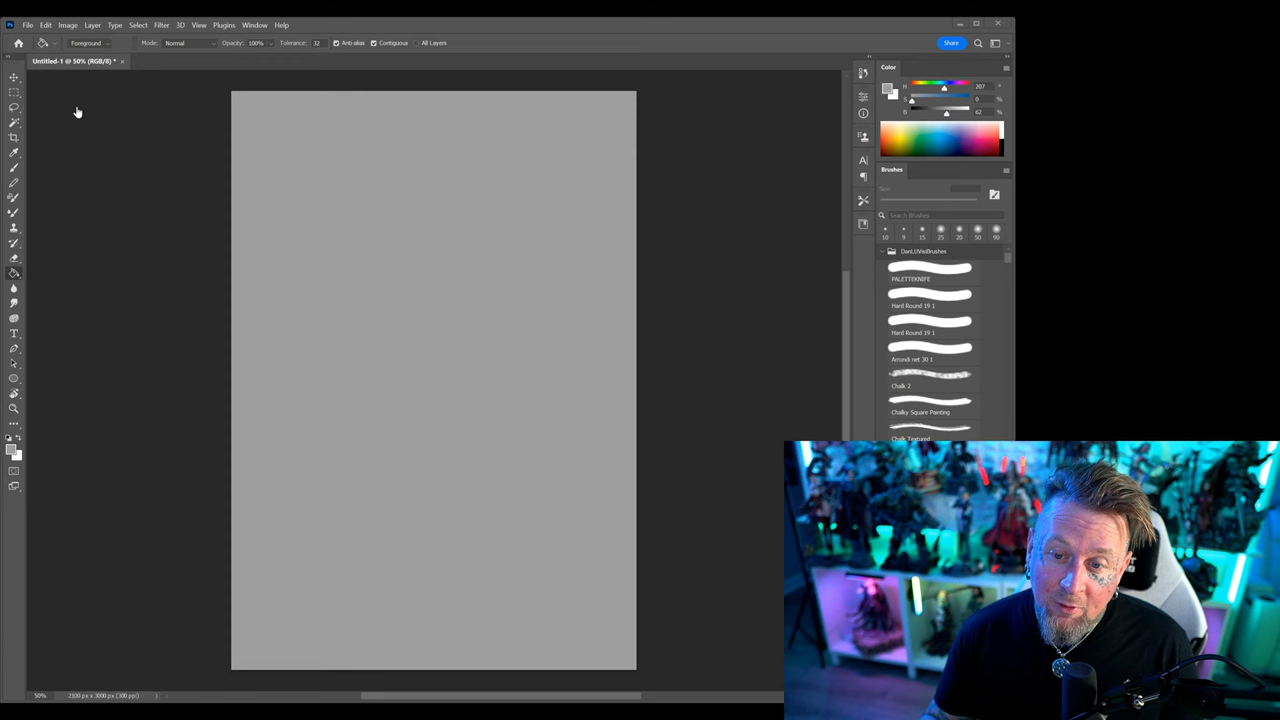 Ps File Edit Image Layer Type Select Filter 3D View Plugins Window Help
Foreground Mode: Normal Opacity: 100% Tolerance: 32 Anti-alias Contiguous All Layers Share
Untitled-1 @ 50% (RGB/8) * ×
Color
H 207 °
S 0 %
B 62 %
Brushes
Size:
Search Brushes
10 9 15 25 20 50 90
DanLUVisiBrushes
PALETTEKNIFE
Hard Round 19 1
Hard Round 19 1
Arrondi net 30 1
Chalk 2
Chalky Square Painting
Chalk Textured
50% 2100 px x 3000 px (300 ppi)